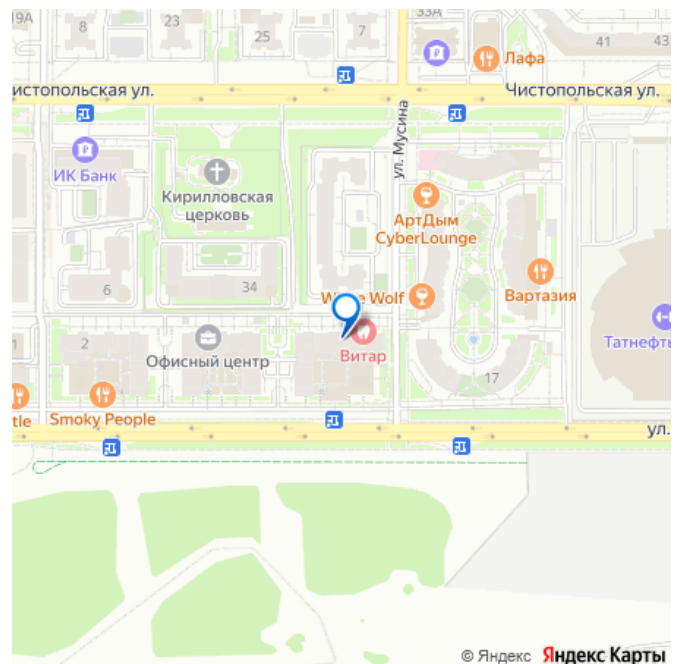 19А
8
23
25
7
33А
Лафа
41
43
истопольская ул.
Чистопольская ул.
ул. Мусина
ИК Банк
Кирилловская
церковь
АртДым
CyberLounge
6
34
Wolf
Вартазия
1
2
Офисный центр
Витар
Татнефть
tle
Smoky People
17
ул.
© Яндекс Яндекс Карты